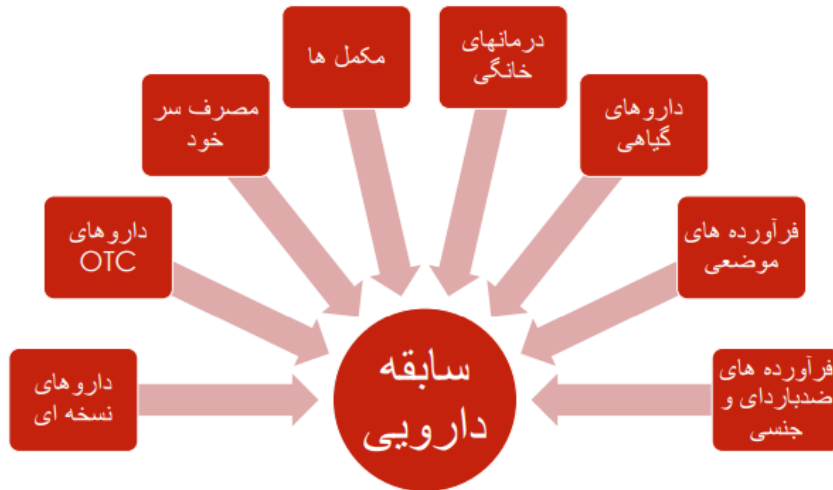 درمانهای
خانگی
مکمل ها
داروهای
گیاهی
مصرف سر
خود
فرآورده های
موضعی
داروهای
OTC
فرآورده های
ضدباردای و
جنسی
داروهای
نسخه ای
سابقه
دارویی